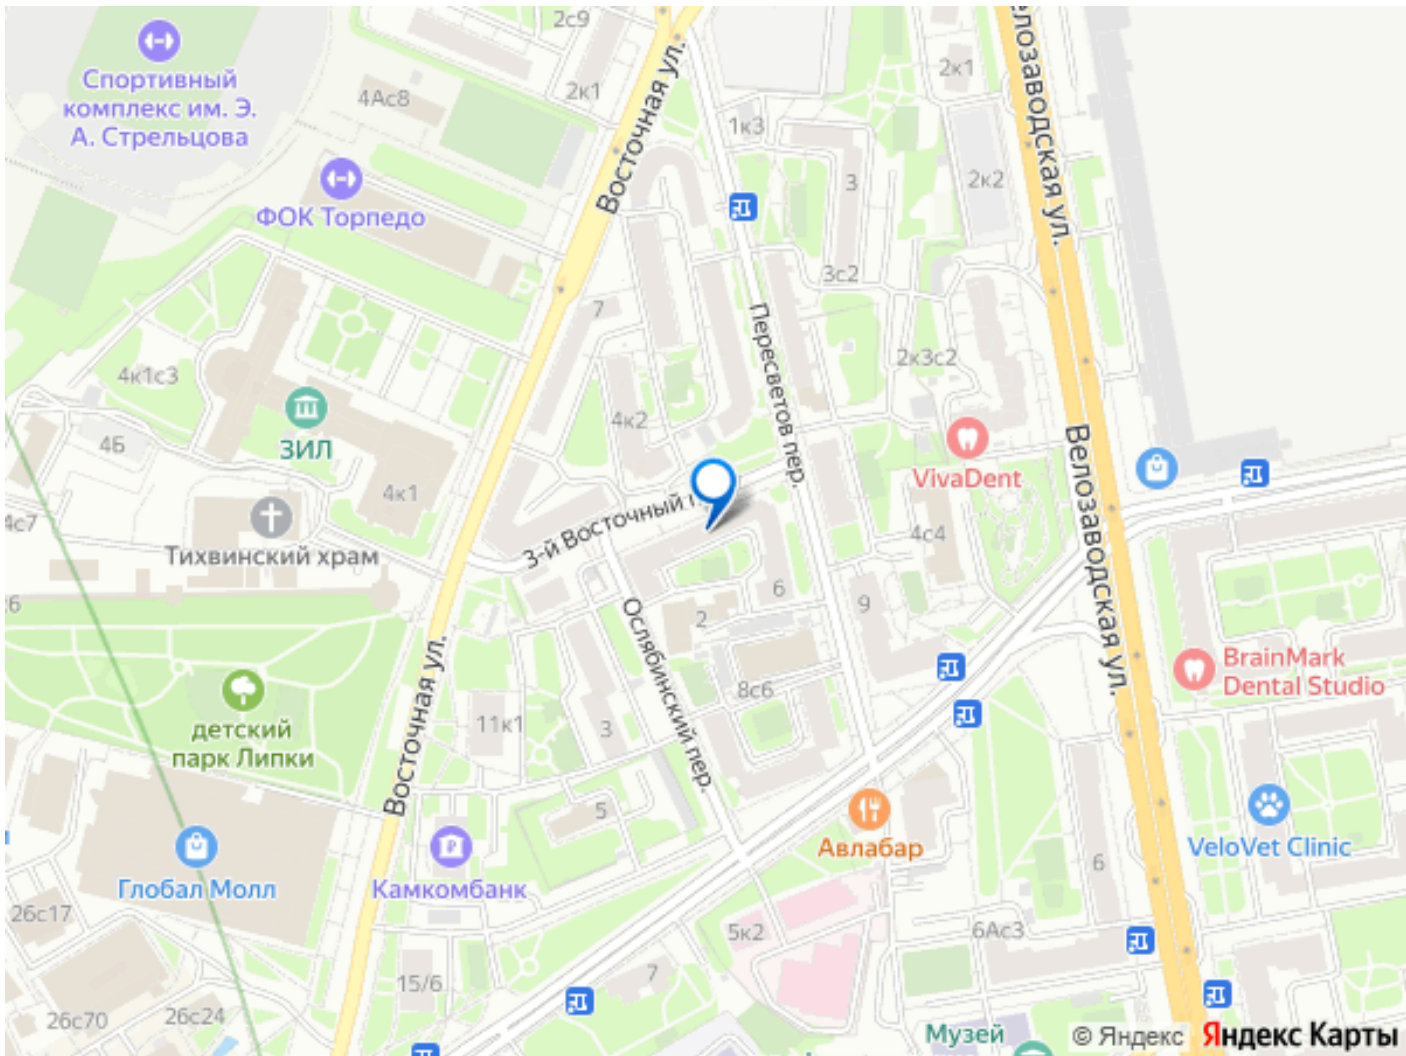 2с9
Спортивный
комплекс им. Э.
А. Стрельцова
4Ас8
2к1
Восточная ул.
2к1
лозаводская ул.
1к3
3
2к2
ФОК Торпедо
3с2
7
Пересветов пер.
2к3с2
4к1с3
4к2
4Б
ЗИЛ
4к1
VivaDent
Велозаводская ул.
4с7
Тихвинский храм
3-й Восточный
4с4
6
2
6
9
Ослябинский пер.
Восточная ул.
BrainMark
Dental Studio
8с6
детский
парк Липки
11к1
3
5
Авлабар
VeloVet Clinic
6
Глобал Молл
Камкомбанк
26с17
5к2
6Ас3
7
15/6
26с70
26с24
Музей
© Яндекс
Яндекс Карты